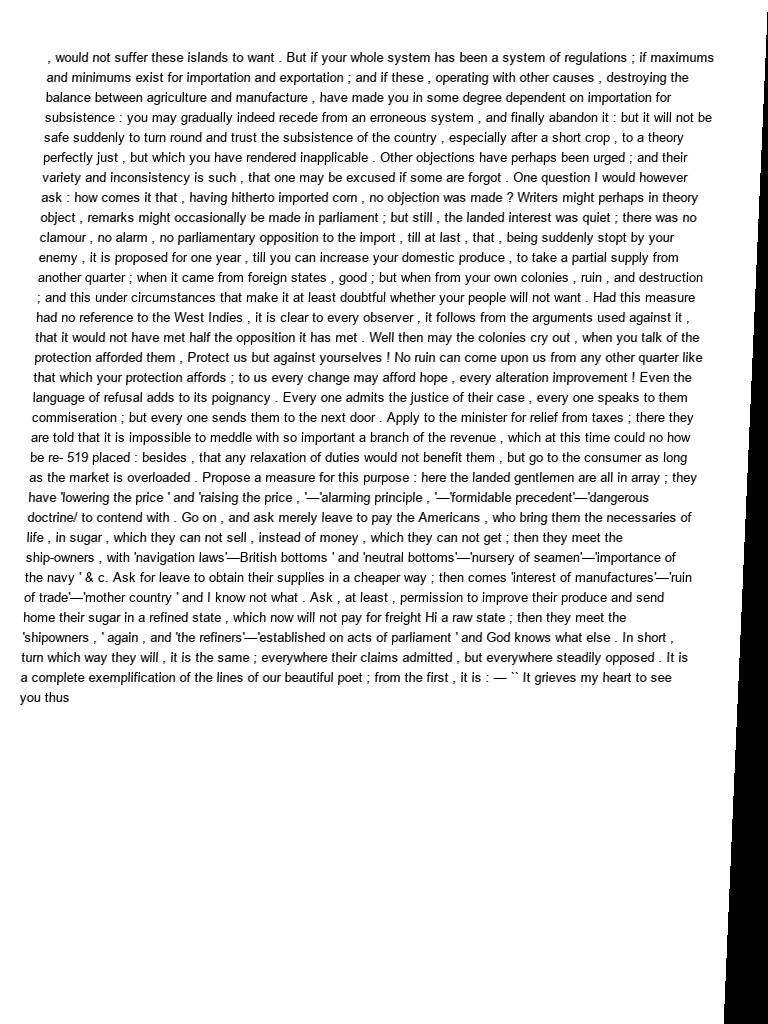 , would not suffer these islands to want . But if your whole system has been a system of regulations ; if maximums
and minimums exist for importation and exportation ; and if these , operating with other causes , destroying the
balance between agriculture and manufacture , have made you in some degree dependent on importation for
subsistence : you may gradually indeed recede from an erroneous system , and finally abandon it : but it will not be
safe suddenly to turn round and trust the subsistence of the country , especially after a short crop , to a theory
perfectly just , but which you have rendered inapplicable . Other objections have perhaps been urged ; and their
variety and inconsistency is such , that one may be excused if some are forgot . One question I would however
ask : how comes it that , having hitherto imported corn , no objection was made ? Writers might perhaps in theory
object , remarks might occasionally be made in parliament ; but still , the landed interest was quiet ; there was no
clamour , no alarm , no parliamentary opposition to the import , till at last , that , being suddenly stopt by your
enemy , it is proposed for one year , till you can increase your domestic produce , to take a partial supply from
another quarter ; when it came from foreign states , good ; but when from your own colonies , ruin , and destruction
; and this under circumstances that make it at least doubtful whether your people will not want . Had this measure
had no reference to the West Indies , it is clear to every observer , it follows from the arguments used against it ,
that it would not have met half the opposition it has met . Well then may the colonies cry out , when you talk of the
protection afforded them , Protect us but against yourselves ! No ruin can come upon us from any other quarter like
that which your protection affords ; to us every change may afford hope , every alteration improvement ! Even the
language of refusal adds to its poignancy . Every one admits the justice of their case , every one speaks to them
commiseration ; but every one sends them to the next door . Apply to the minister for relief from taxes ; there they
are told that it is impossible to meddle with so important a branch of the revenue , which at this time could no how
be re- 519 placed : besides , that any relaxation of duties would not benefit them , but go to the consumer as long
as the market is overloaded . Propose a measure for this purpose : here the landed gentlemen are all in array ; they
have 'lowering the price ' and 'raising the price , '—'alarming principle , '—'formidable precedent'—'dangerous
doctrine/ to contend with . Go on , and ask merely leave to pay the Americans , who bring them the necessaries of
life , in sugar , which they can not sell , instead of money , which they can not get ; then they meet the
ship-owners , with 'navigation laws'—British bottoms ' and 'neutral bottoms'—'nursery of seamen'—'importance of
the navy ' & c. Ask for leave to obtain their supplies in a cheaper way ; then comes 'interest of manufactures'—'ruin
of trade'—'mother country ' and I know not what . Ask , at least , permission to improve their produce and send
home their sugar in a refined state , which now will not pay for freight Hi a raw state ; then they meet the
'shipowners , ' again , and 'the refiners'—'established on acts of parliament ' and God knows what else . In short ,
turn which way they will , it is the same ; everywhere their claims admitted , but everywhere steadily opposed . It is
a complete exemplification of the lines of our beautiful poet ; from the first , it is : — `` It grieves my heart to see
you thus